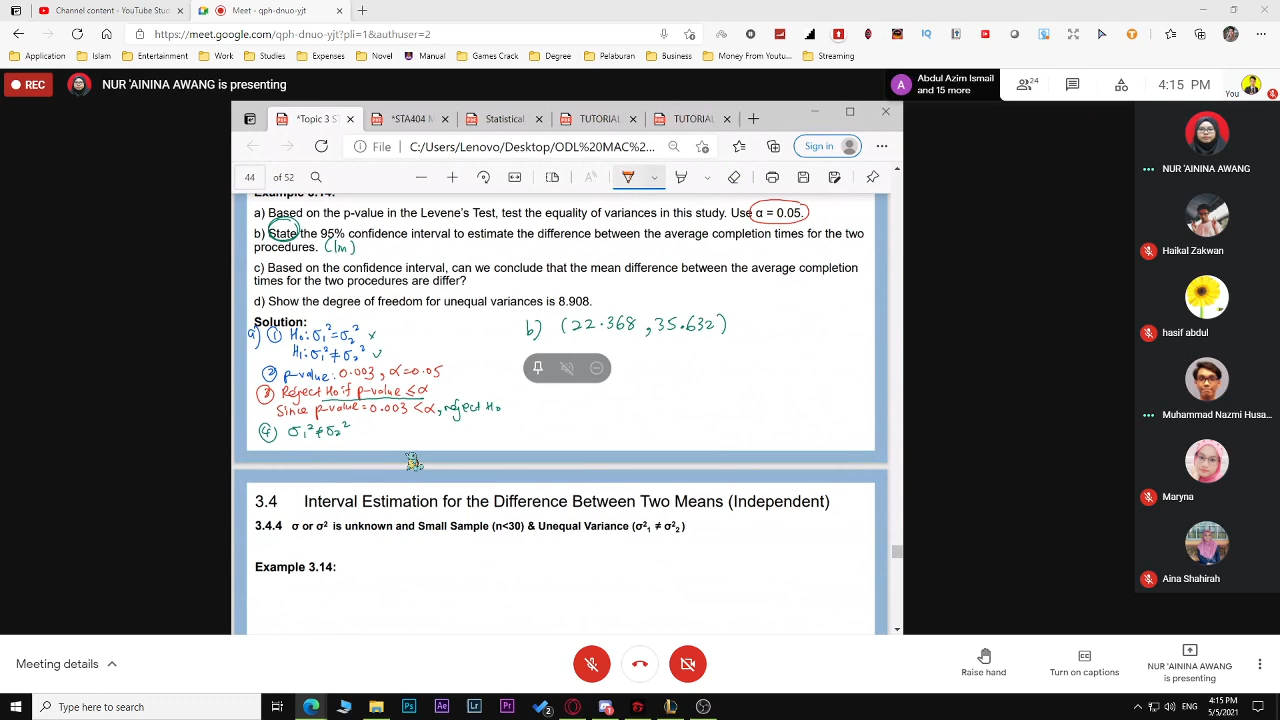 Channel content - YouTube Stu
Meet - qph-dnuo-yjt
https://meet.google.com/qph-dnuo-yjt?pli=1&authuser=2
Application
Study
Work
Studies
Expenses
Novel
Manual
Games Crack
Pelaburan
Business
Money From Youtub...
Streaming
REC
NUR 'AININA AWANG is presenting
Abdul Azim Ismail
and 15 more
24
4:15 PM
You
*Topic 3 ST
*STA404 M
Statistical
TUTORIAL
TUTORIAL
File
C:/Users/Lenovo/Desktop/ODL%20MAC%20...
Sign in
44 of 52
Example 3.14:
a) Based on the p-value in the Levene's Test, test the equality of variances in this study. Use α = 0.05.
b) State the 95% confidence interval to estimate the difference between the average completion times for the two
procedures. (1m)
c) Based on the confidence interval, can we conclude that the mean difference between the average completion
times for the two procedures are differ?
d) Show the degree of freedom for unequal variances is 8.908.
Solution:
a) ① H₀: σ₁² = σ₂² x
H₁: σ₁² ≠ σ₂² ✓
② p-value: 0.003, α = 0.05
③ Reject H₀ if p-value ≤ α
Since p-value = 0.003 < α, reject H₀
④ σ₁² ≠ σ₂²
b) (22.368, 35.632)
3.4 Interval Estimation for the Difference Between Two Means (Independent)
3.4.4 σ or σ² is unknown and Small Sample (n<30) & Unequal Variance (σ²₁ ≠ σ²₂)
Example 3.14:
NUR 'AININA AWANG
Haikal Zakwan
hasif abdul
Muhammad Nazmi Husa...
Maryna
Aina Shahirah
Meeting details
Raise hand
Turn on captions
NUR 'AININA AWANG
is presenting
Type here to search
Ps
Ae
Lr
Pr
ENG
4:15 PM
5/5/2021